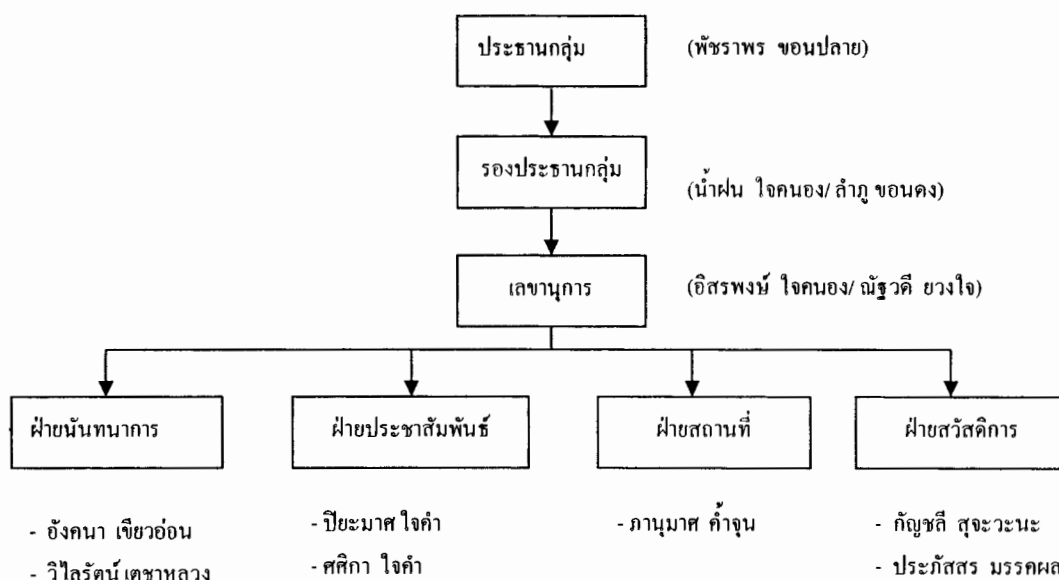 ประธานกลุ่ม (พัชราพร ขอนปลาย)
รองประธานกลุ่ม (น้ำฝน ใจคนอง/ ลำภู ขอนคง)
เลขานุการ (อิสรพงษ์ ใจคนอง/ ณัฐวดี ยวงใจ)
ฝ่ายนันทนาการ ฝ่ายประชาสัมพันธ์ ฝ่ายสถานที่ ฝ่ายสวัสดิการ
- อังคนา เขียวอ่อน - ปิยะมาศ ใจคำ - ภานุมาศ ค้ำจุน - กัญชลี สุจะวะนะ
- วิไลรัตน์ เตชาหลวง - ศศิกา ใจคำ - ประภัสสร มรรคผล